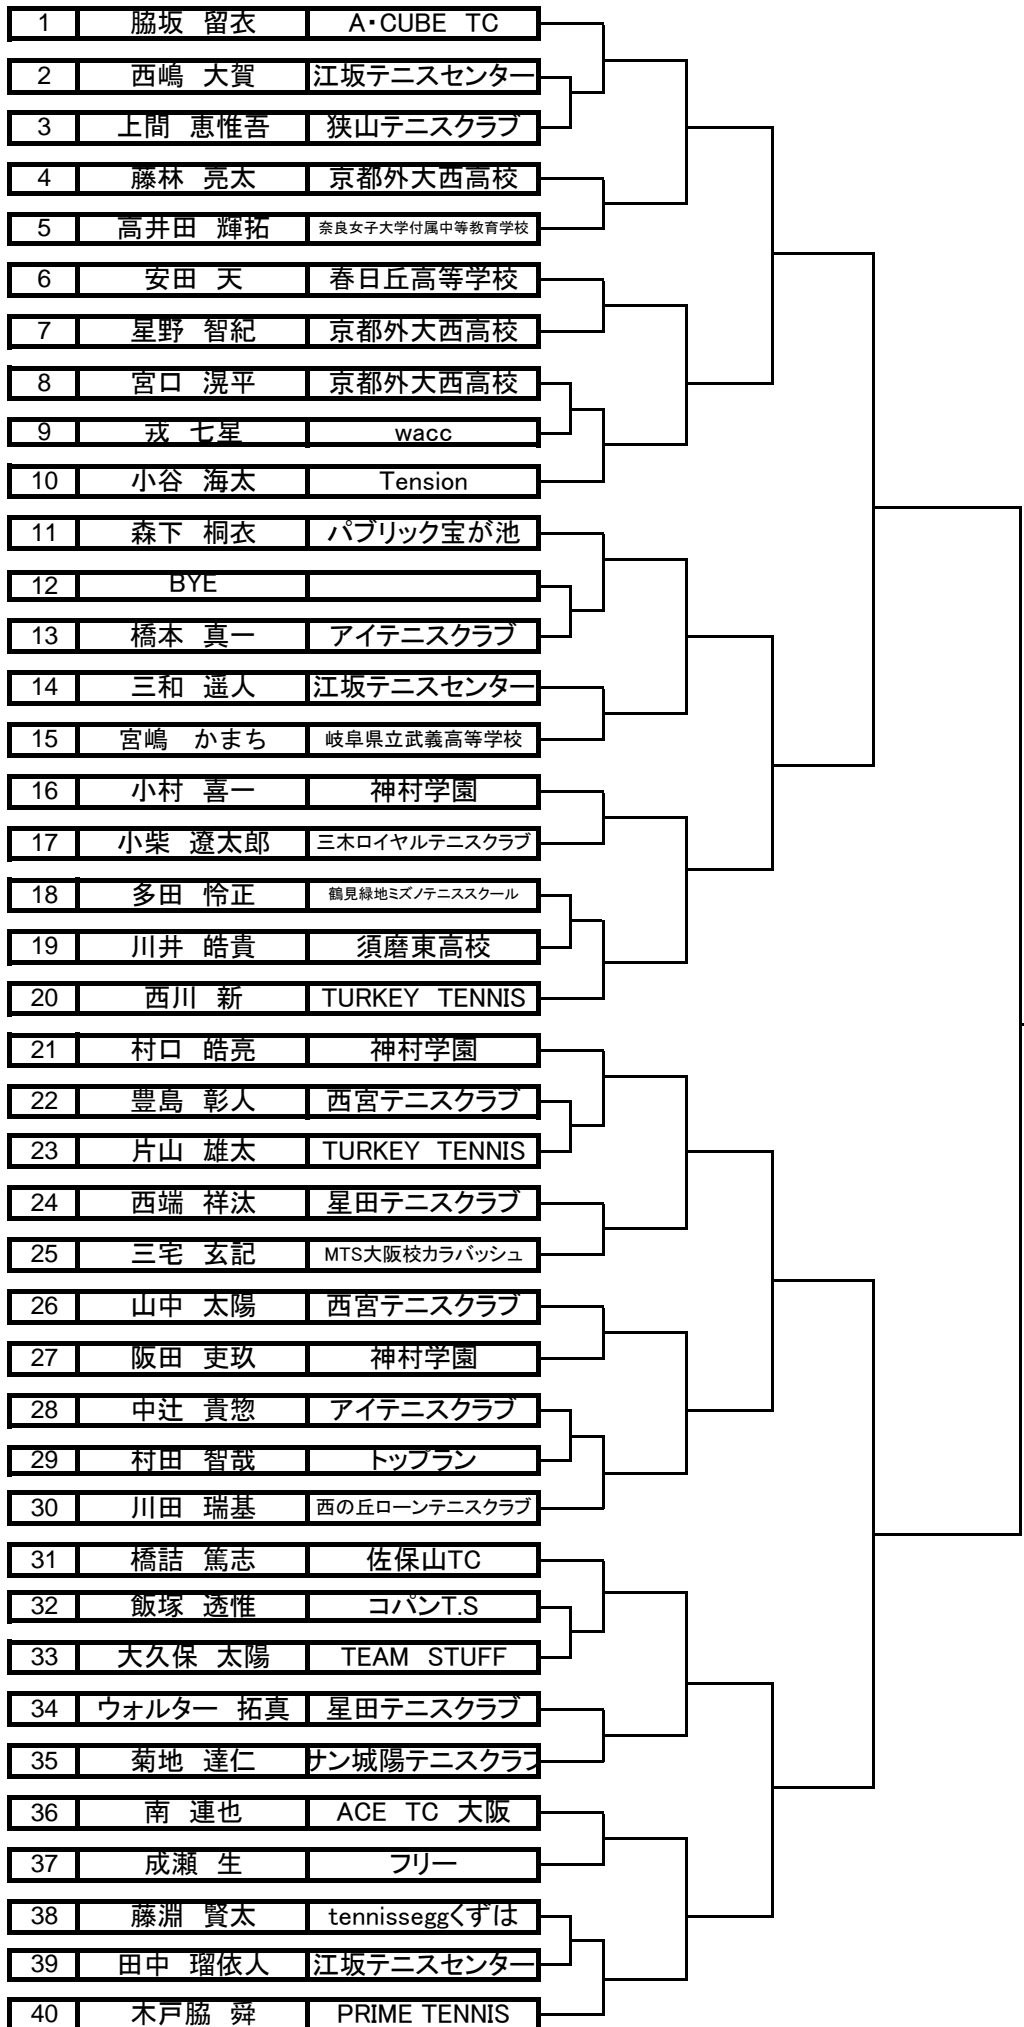 1 脇坂 留衣 A・CUBE TC
2 西嶋 大賀 江坂テニスセンター
3 上間 恵惟吾 狭山テニスクラブ
4 藤林 亮太 京都外大西高校
5 高井田 輝拓 奈良女子大学付属中等教育学校
6 安田 天 春日丘高等学校
7 星野 智紀 京都外大西高校
8 宮口 滉平 京都外大西高校
9 戎 七星 wacc
10 小谷 海太 Tension
11 森下 桐衣 パブリック宝が池
12 BYE
13 橋本 真一 アイテニスクラブ
14 三和 遥人 江坂テニスセンター
15 宮嶋 かまち 岐阜県立武義高等学校
16 小村 喜一 神村学園
17 小柴 遼太郎 三木ロイヤルテニスクラブ
18 多田 怜正 鶴見緑地ミズノテニススクール
19 川井 皓貴 須磨東高校
20 西川 新 TURKEY TENNIS
21 村口 皓亮 神村学園
22 豊島 彰人 西宮テニスクラブ
23 片山 雄太 TURKEY TENNIS
24 西端 祥汰 星田テニスクラブ
25 三宅 玄記 MTS大阪校カラバッシュ
26 山中 太陽 西宮テニスクラブ
27 阪田 吏玖 神村学園
28 中辻 貴惣 アイテニスクラブ
29 村田 智哉 トップラン
30 川田 瑞基 西の丘ローンテニスクラブ
31 橋詰 篤志 佐保山TC
32 飯塚 透惟 コパンT.S
33 大久保 太陽 TEAM STUFF
34 ウォルター 拓真 星田テニスクラブ
35 菊地 達仁 サン城陽テニスクラブ
36 南 連也 ACE TC 大阪
37 成瀬 生 フリー
38 藤淵 賢太 tenniseggくずは
39 田中 瑠依人 江坂テニスセンター
40 木戸脇 舜 PRIME TENNIS